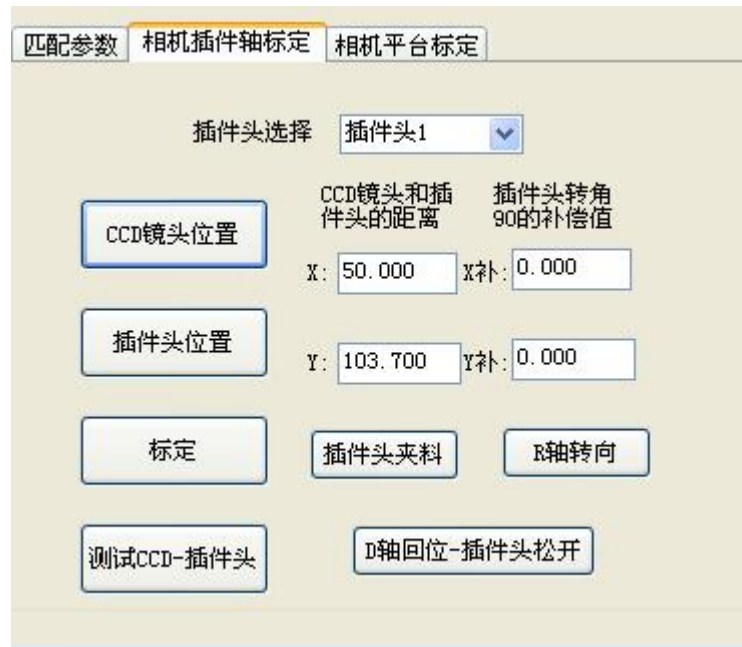 匹配参数 相机插件轴标定 相机平台标定
插件头选择 插件头1
CCD镜头和插 插件头转角
件头的距离 90的补偿值
CCD镜头位置
X: 50.000 X补: 0.000
插件头位置
Y: 103.700 Y补: 0.000
标定 插件头夹料 R轴转向
测试CCD-插件头 D轴回位-插件头松开